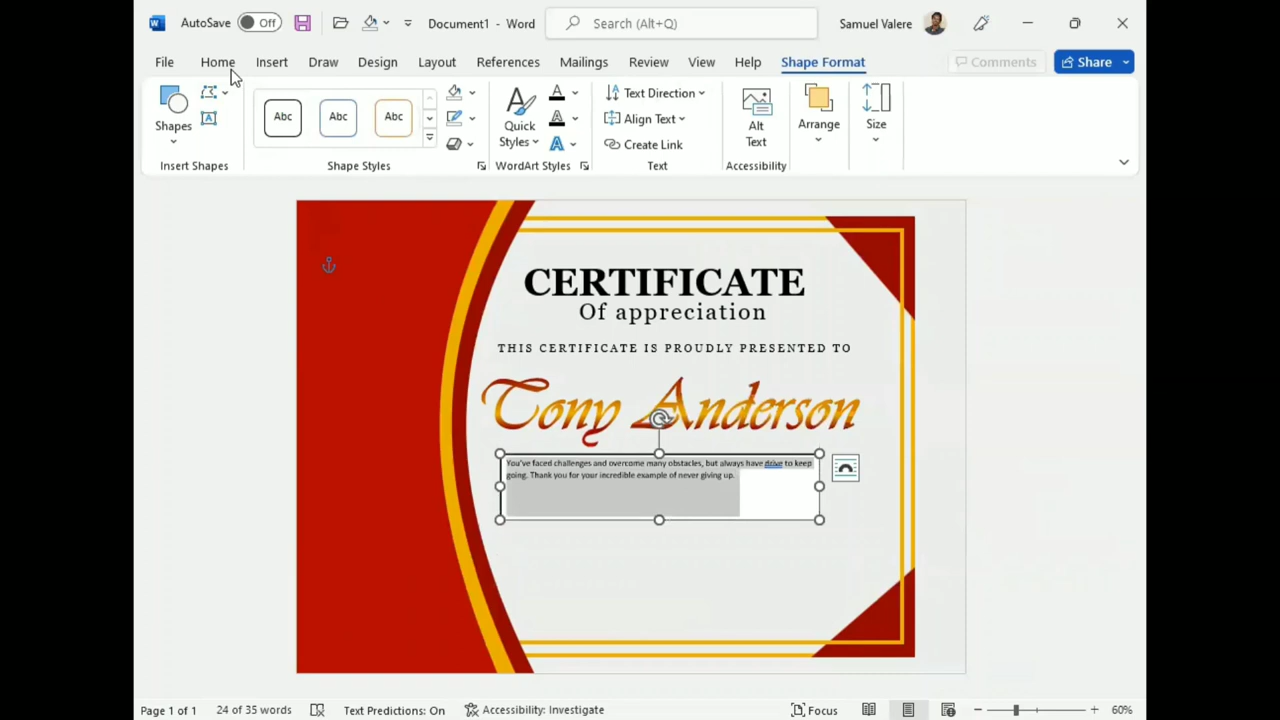 AutoSave Off Document1 - Word Search (Alt+Q) Samuel Valere
File Home Insert Draw Design Layout References Mailings Review View Help Shape Format Comments Share
Shapes
Insert Shapes
Abc Abc Abc
Shape Styles
Quick
Styles
WordArt Styles
Text Direction
Align Text
Create Link
Text
Alt
Text
Accessibility
Arrange
Size
CERTIFICATE
Of appreciation
THIS CERTIFICATE IS PROUDLY PRESENTED TO
Tony Anderson
You've faced challenges and overcome many obstacles, but always have drive to keep
going. Thank you for your incredible example of never giving up.
Page 1 of 1 24 of 35 words Text Predictions: On Accessibility: Investigate Focus 60%